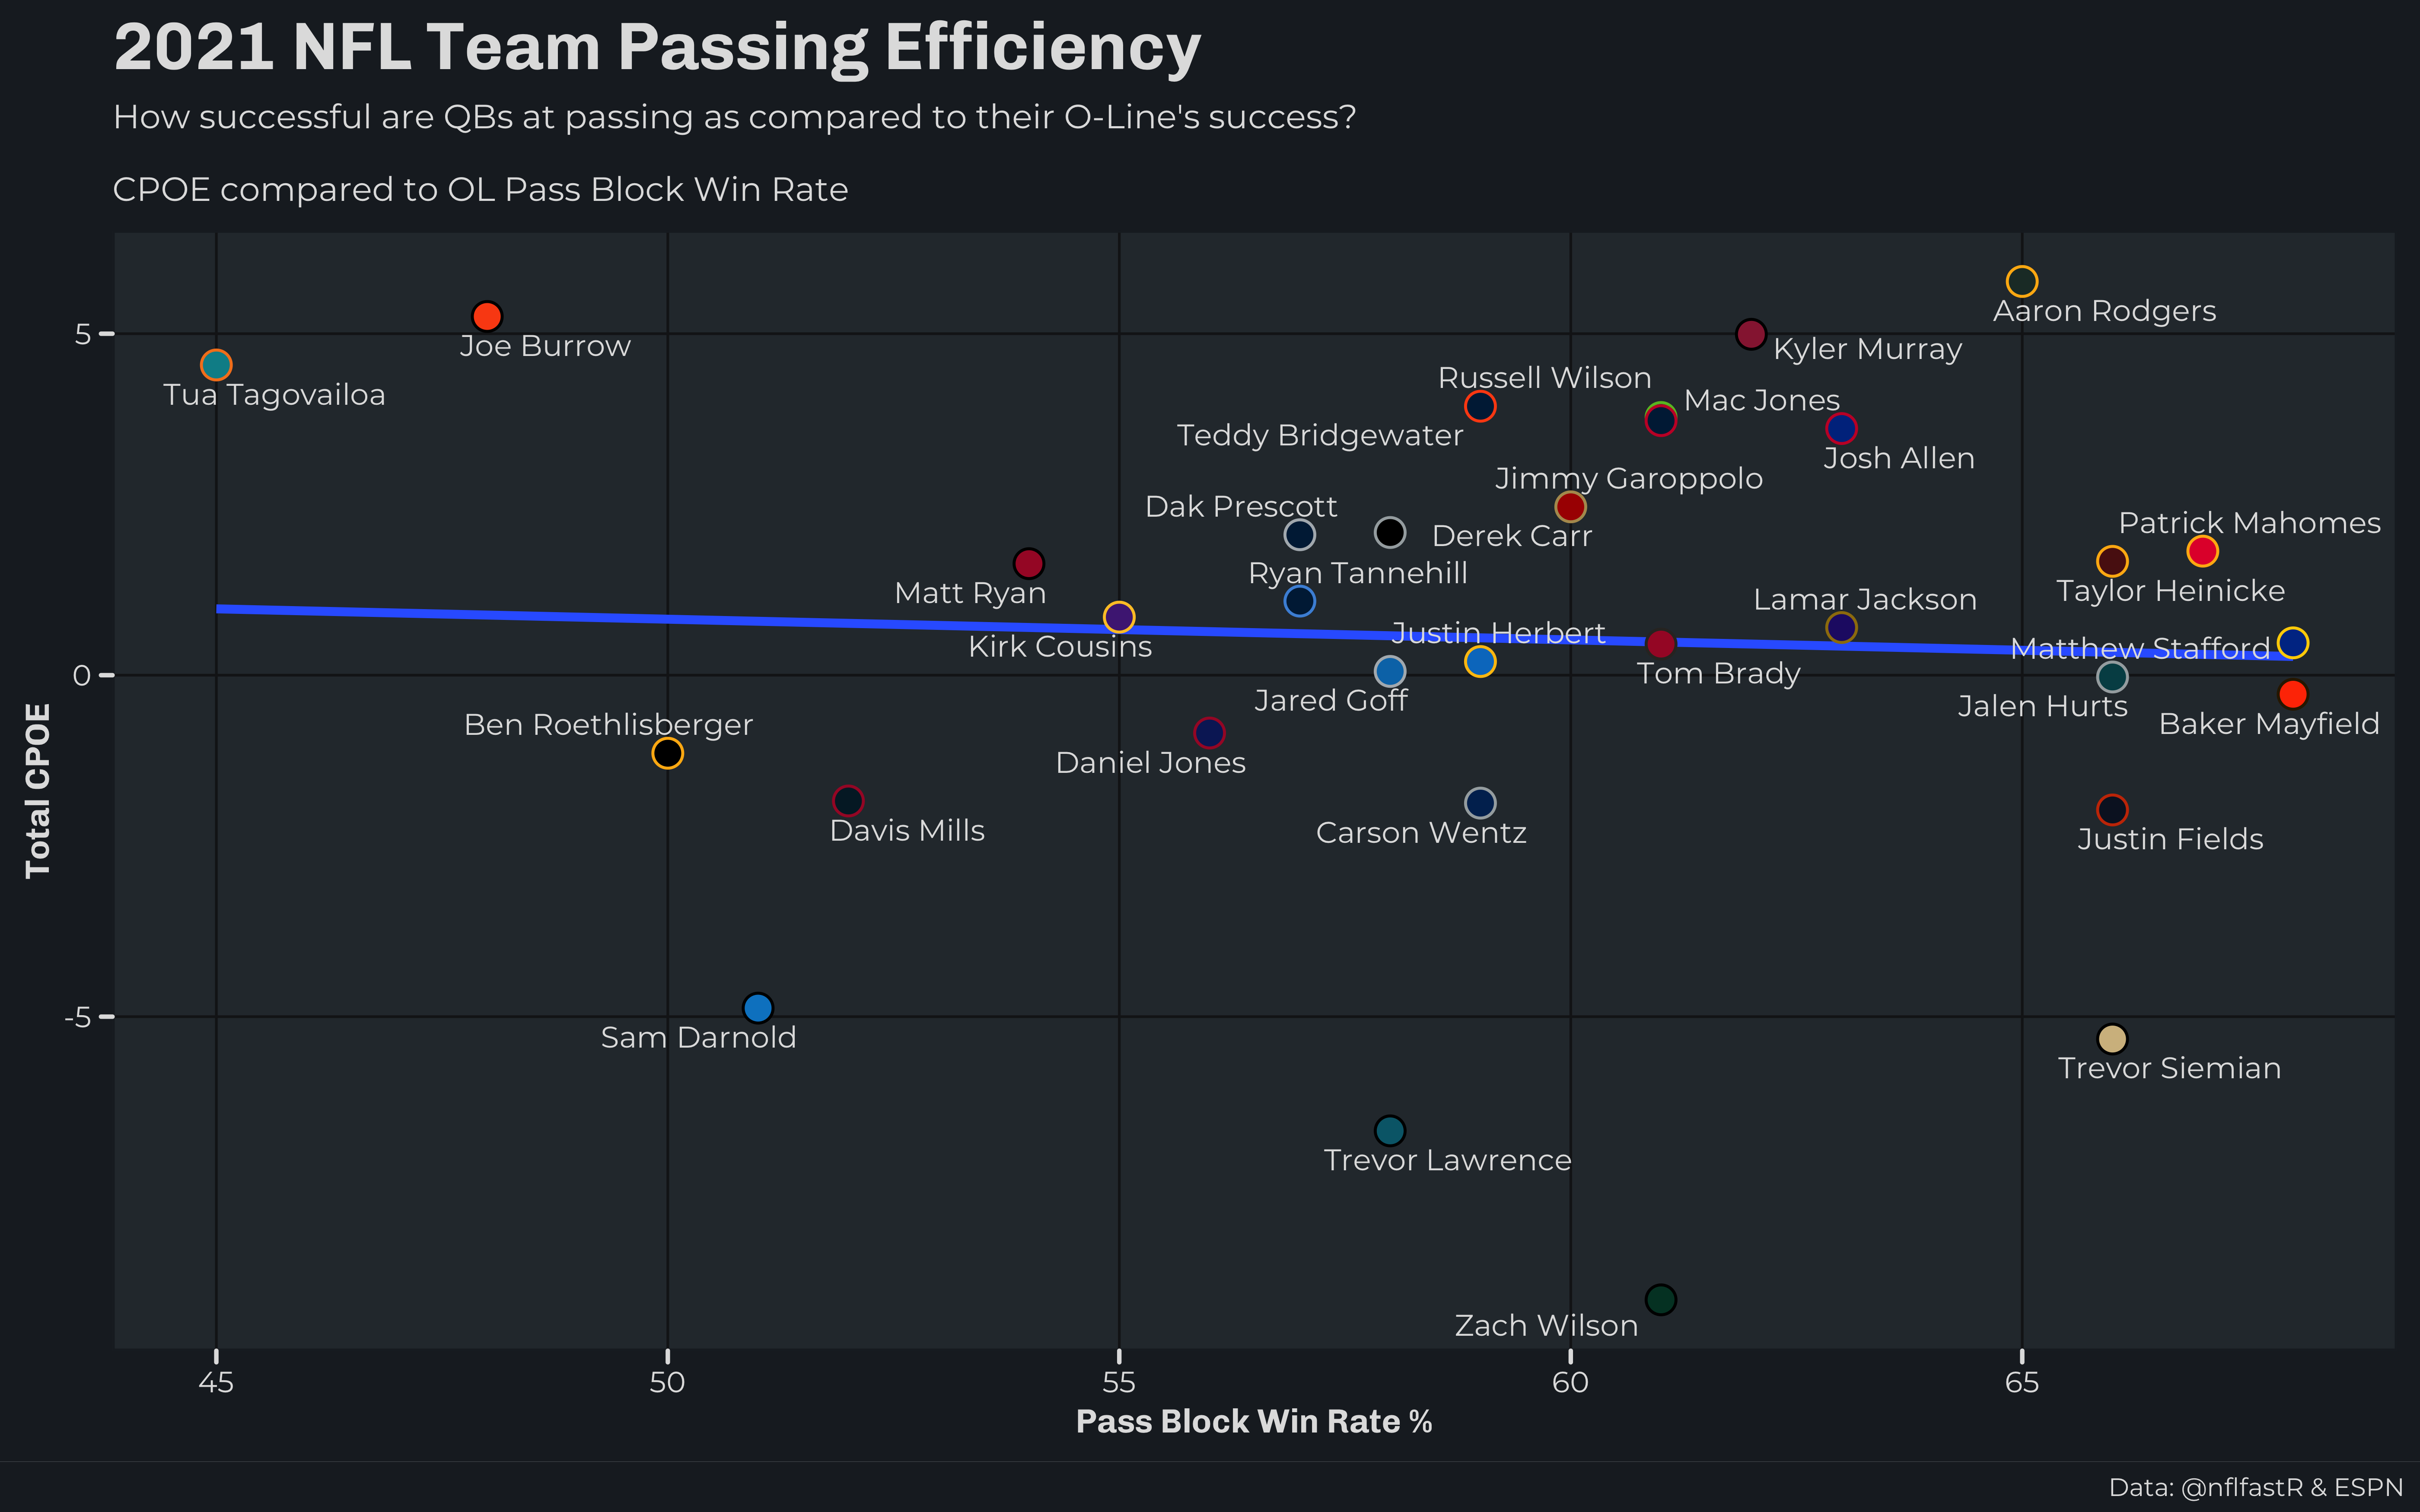 2021 NFL Team Passing Efficiency
How successful are QBs at passing as compared to their O-Line's success?
CPOE compared to OL Pass Block Win Rate
Aaron Rodgers
Joe Burrow
5
Kyler Murray
Tua Tagovailoa
Russell Wilson
Mac Jones
Teddy Bridgewater
Josh Allen
Jimmy Garoppolo
Dak Prescott
Derek Carr
Patrick Mahomes
Matt Ryan
Ryan Tannehill
Taylor Heinicke
Lamar Jackson
Kirk Cousins
Justin Herbert
Matthew Stafford
0
Tom Brady
Jared Goff
Jalen Hurts
Ben Roethlisberger
Baker Mayfield
Daniel Jones
Total CPOE
Davis Mills
Carson Wentz
Justin Fields
-5
Sam Darnold
Trevor Siemian
Trevor Lawrence
Zach Wilson
45
50
55
60
65
Pass Block Win Rate %
Data: @nflfastR & ESPN